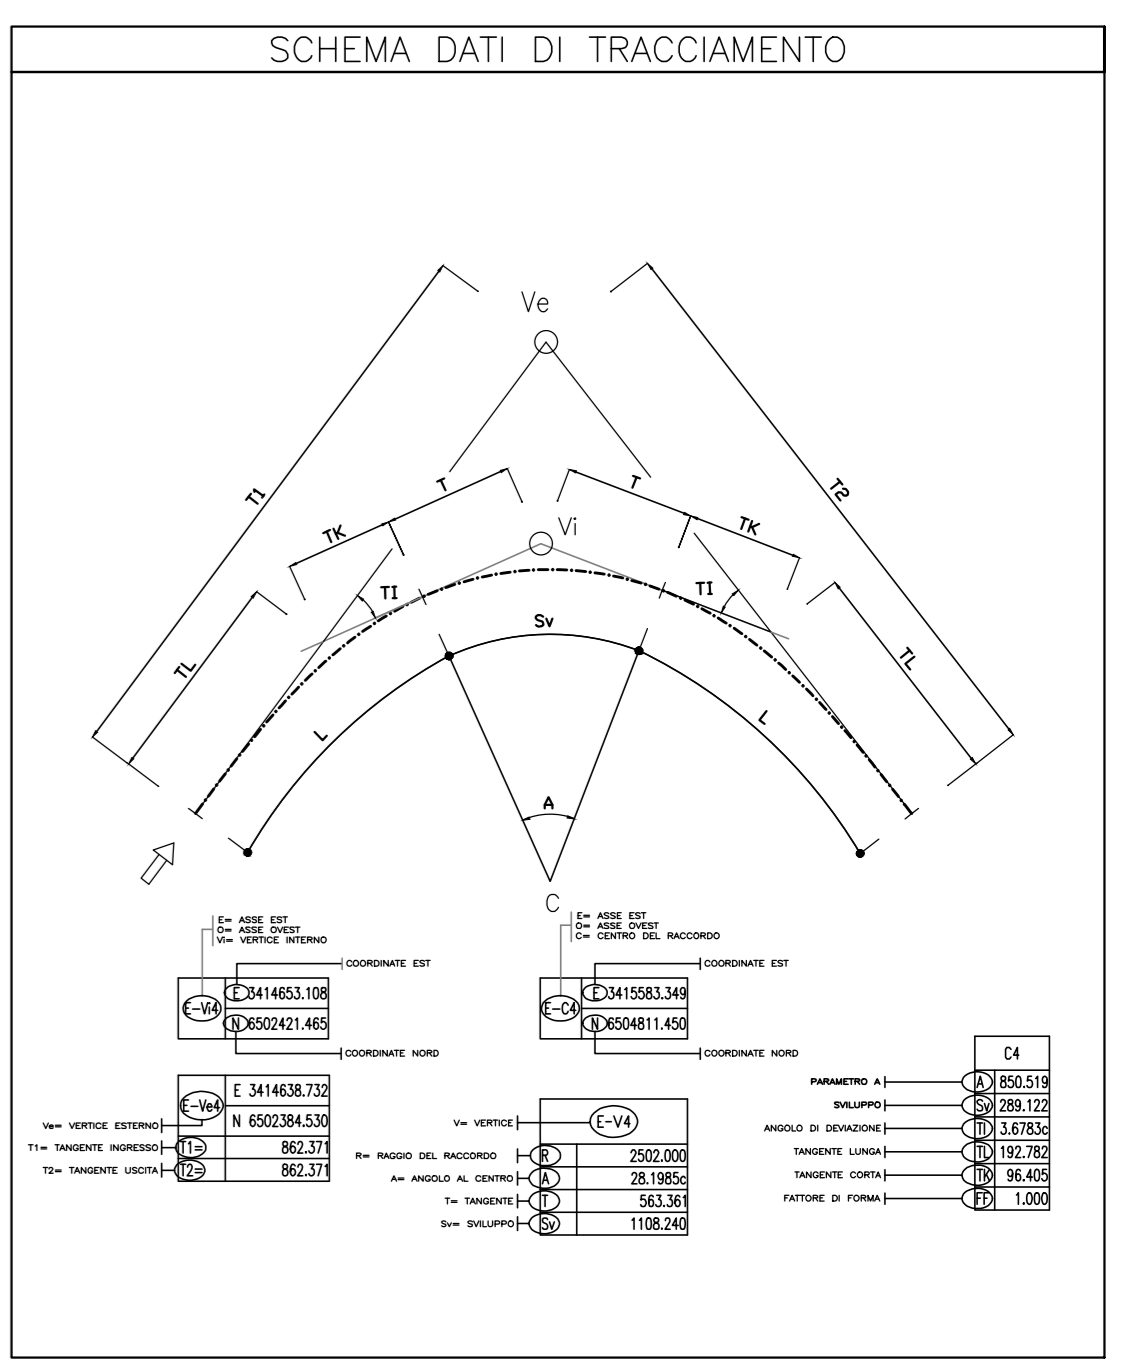 SCHEMA DATI DI TRACCIAMENTO
Ve
T1
T2
T
T
TK
TK
Vi
TI
TI
Sv
TL
TL
L
L
A
C
E= ASSE EST
O= ASSE OVEST
Vi= VERTICE INTERNO
COORDINATE EST
E-Vi4
E 3414653.108
N 6502421.465
COORDINATE NORD
E= ASSE EST
O= ASSE OVEST
C= CENTRO DEL RACCORDO
COORDINATE EST
E-C4
E 3415583.349
N 6504811.450
COORDINATE NORD
E-Ve4
E 3414638.732
N 6502384.530
Ve= VERTICE ESTERNO
T1= TANGENTE INGRESSO T1= 862.371
T2= TANGENTE USCITA T2= 862.371
V= VERTICE E-V4
R= RAGGIO DEL RACCORDO R 2502.000
A= ANGOLO AL CENTRO A 28.1985c
T= TANGENTE T 563.361
Sv= SVILUPPO Sv 1108.240
C4
PARAMETRO A A 850.519
SVILUPPO Sv 289.122
ANGOLO DI DEVIAZIONE TI 3.6783c
TANGENTE LUNGA TL 192.782
TANGENTE CORTA TK 96.405
FATTORE DI FORMA FF 1.000